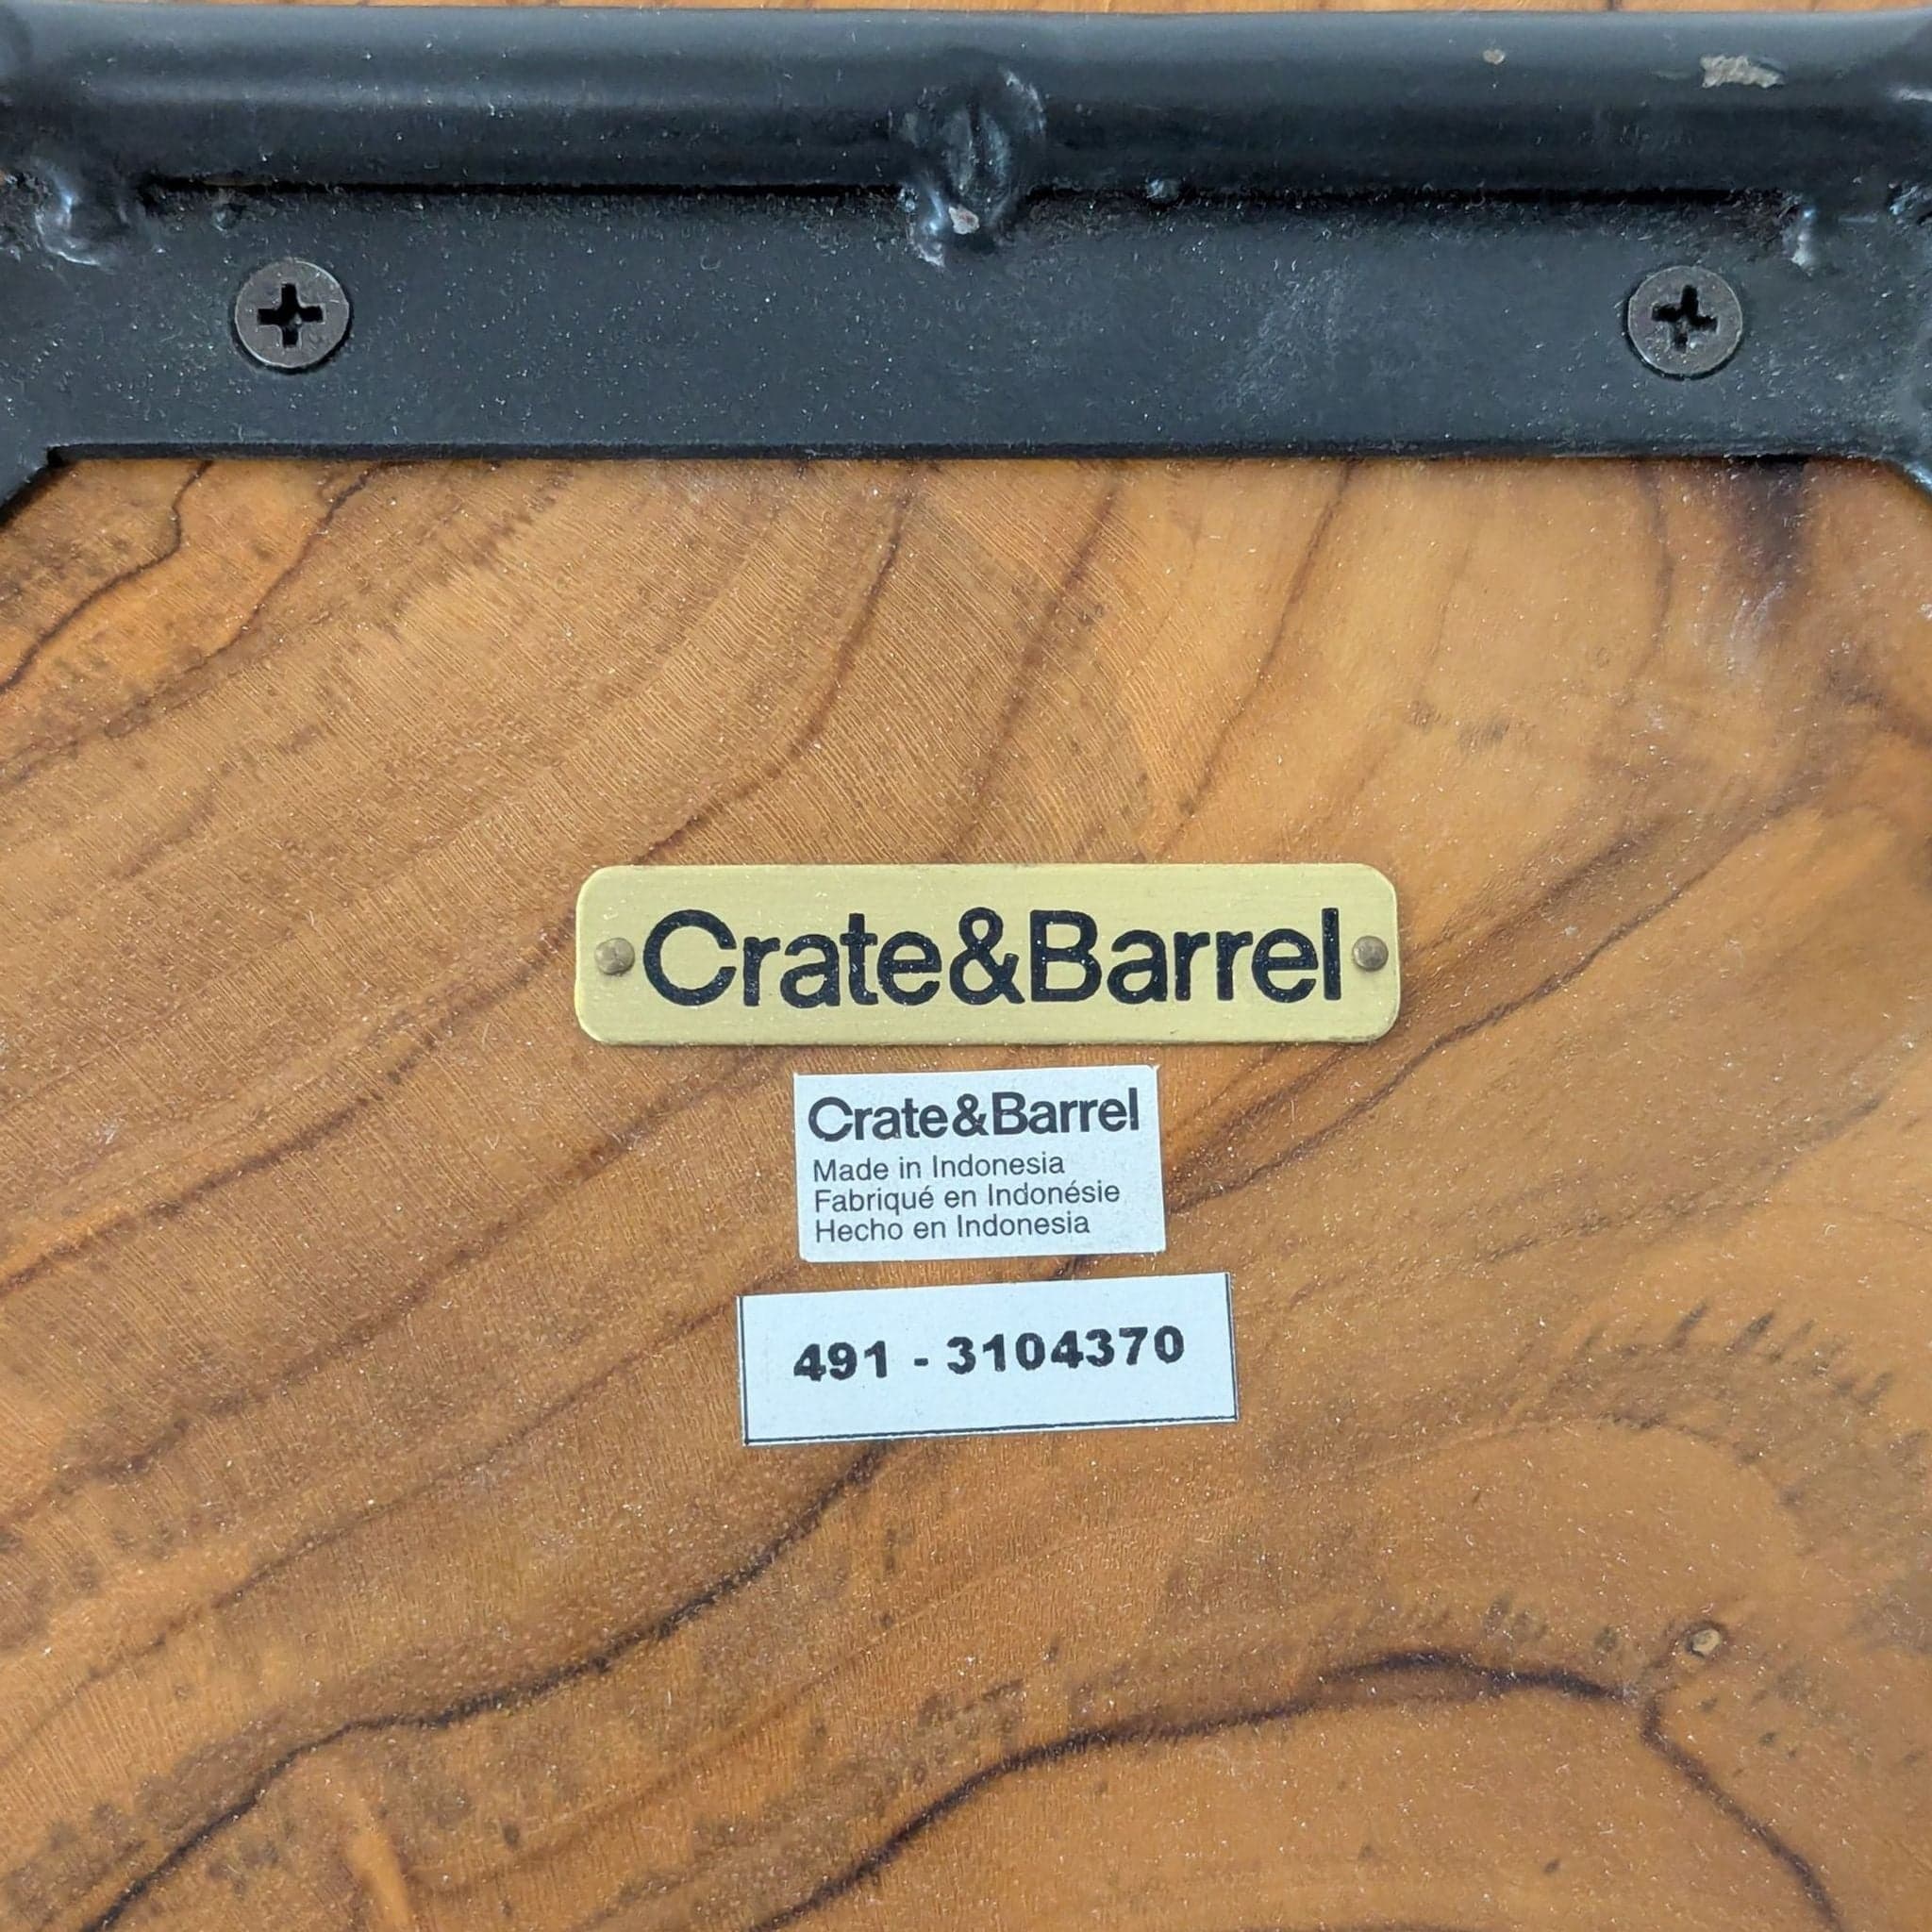 Crate&Barrel
Crate&Barrel
Made in Indonesia
Fabriqué en Indonésie
Hecho en Indonesia
491 - 3104370